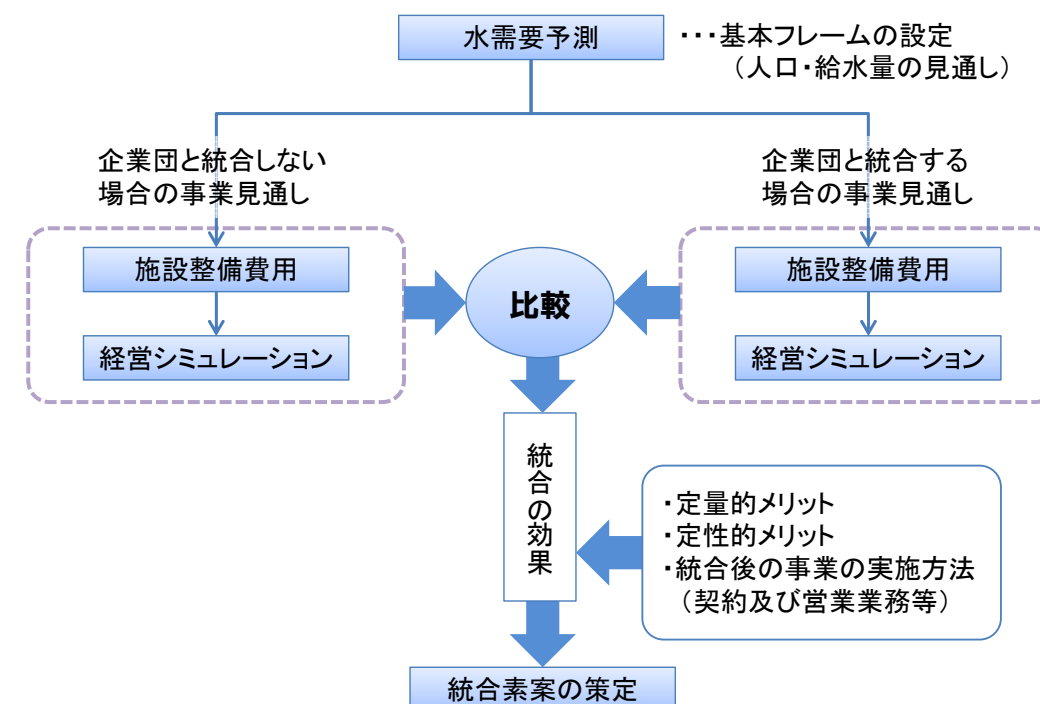 水需要予測
・・・基本フレームの設定
（人口・給水量の見通し）
企業団と統合しない
場合の事業見通し
企業団と統合する
場合の事業見通し
施設整備費用
経営シミュレーション
比較
施設整備費用
経営シミュレーション
統合の効果
・定量的メリット
・定性的メリット
・統合後の事業の実施方法
（契約及び営業業務等）
統合素案の策定